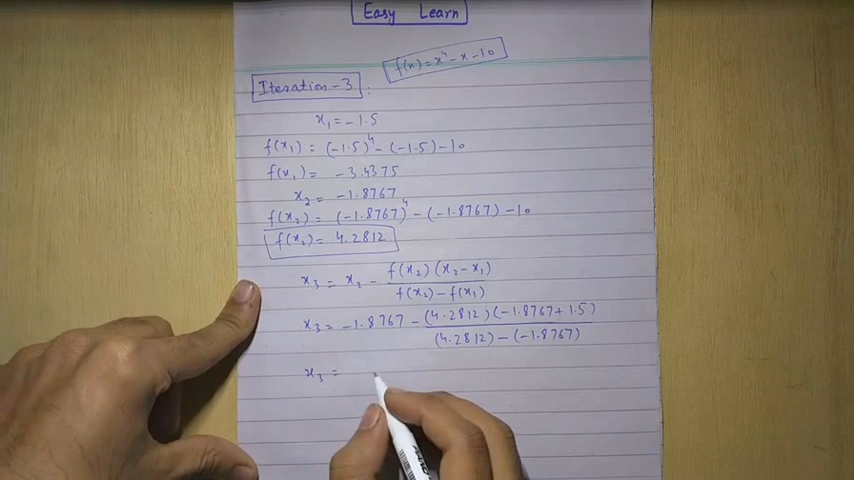 Easy Learn
f(x) = x⁴ - x - 10
Iteration - 3 :
x₁ = -1.5
f(x₁) = (-1.5)⁴ - (-1.5) - 10
f(x₁) = -3.4375
x₂ = -1.8767
f(x₂) = (-1.8767)⁴ - (-1.8767) - 10
f(x₂) = 4.2812
x₃ = x₂ - f(x₂)(x₂ - x₁) / f(x₂) - f(x₁)
x₃ = -1.8767 - (4.2812)(-1.8767 + 1.5) / (4.2812) - (-1.8767)
x₃ =